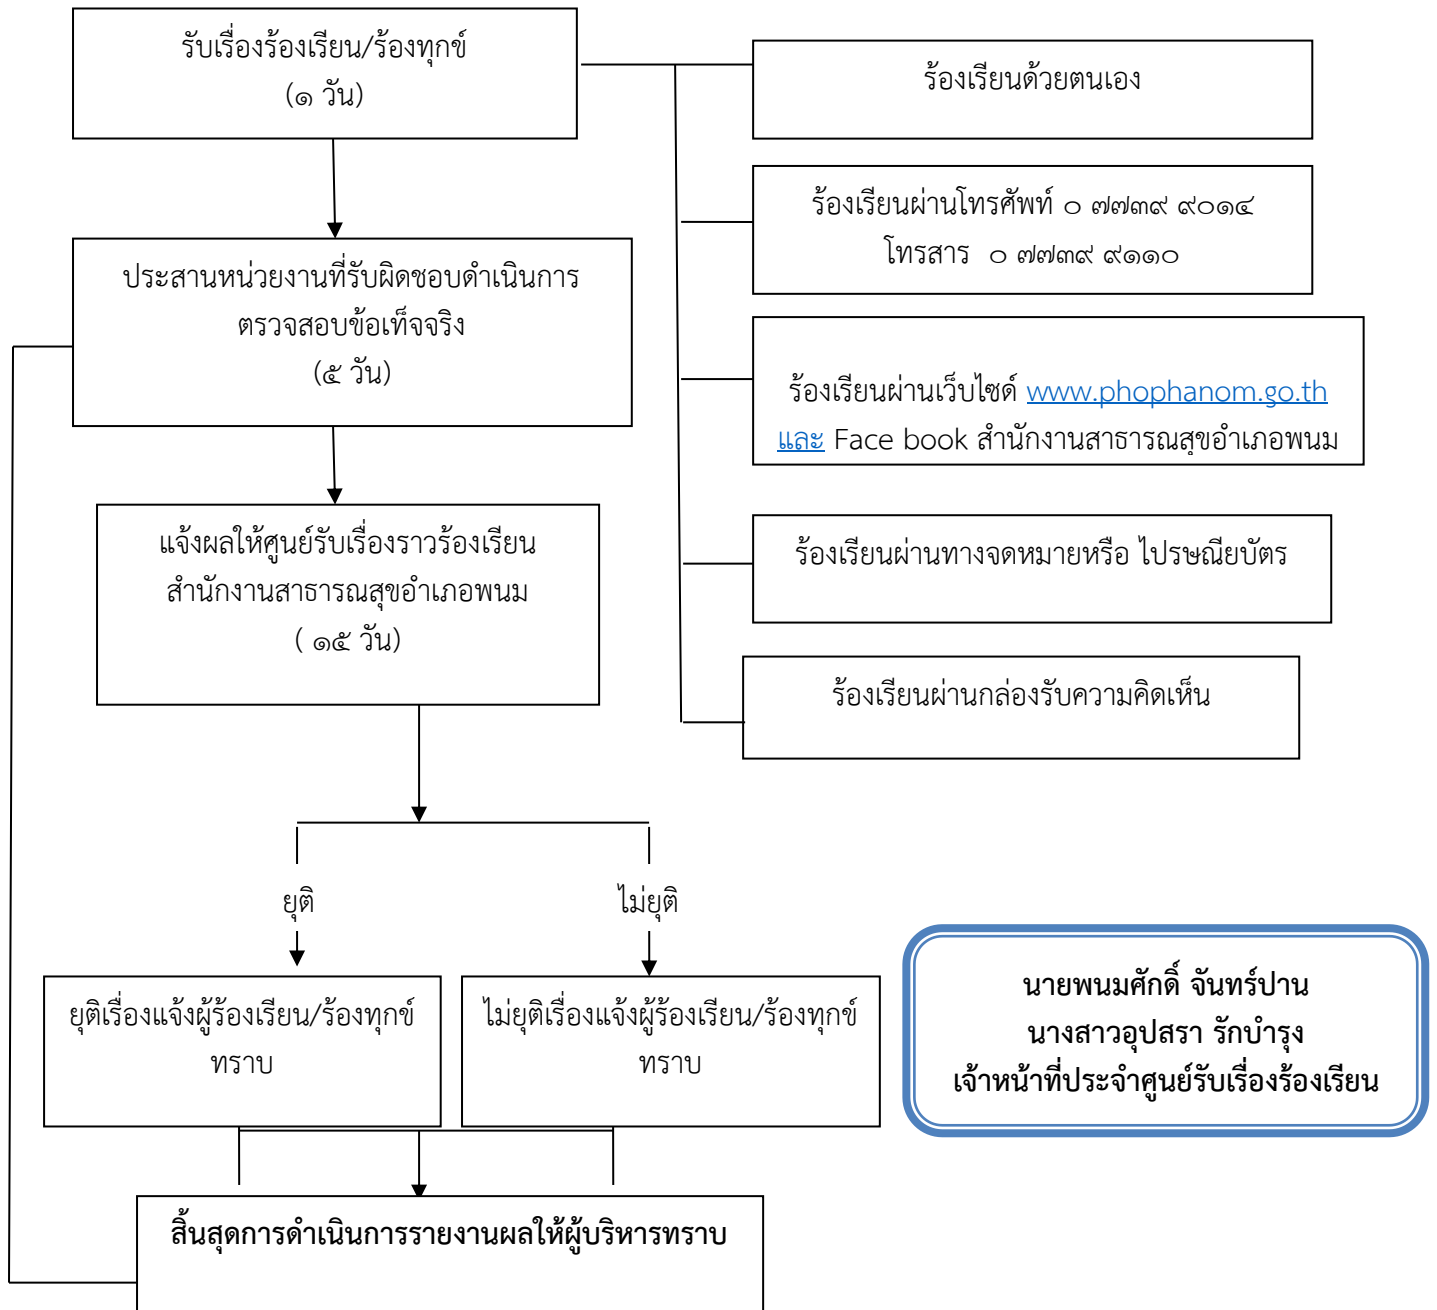 รับเรื่องร้องเรียน/ร้องทุกข์
(๑ วัน)
ร้องเรียนด้วยตนเอง
ร้องเรียนผ่านโทรศัพท์ ๐ ๗๗๓๙ ๙๐๑๔
โทรสาร ๐ ๗๗๓๙ ๙๑๑๐
ประสานหน่วยงานที่รับผิดชอบดำเนินการ
ตรวจสอบข้อเท็จจริง
(๕ วัน)
ร้องเรียนผ่านเว็บไซด์ www.phophanom.go.th
และ Face book สำนักงานสาธารณสุขอำเภอพนม
แจ้งผลให้ศูนย์รับเรื่องราวร้องเรียน
สำนักงานสาธารณสุขอำเภอพนม
( ๑๕ วัน)
ร้องเรียนผ่านทางจดหมายหรือ ไปรษณียบัตร
ร้องเรียนผ่านกล่องรับความคิดเห็น
ยุติ
ไม่ยุติ
ยุติเรื่องแจ้งผู้ร้องเรียน/ร้องทุกข์
ทราบ
ไม่ยุติเรื่องแจ้งผู้ร้องเรียน/ร้องทุกข์
ทราบ
นายพนมศักดิ์ จันทร์ปาน
นางสาวอุปสรา รักบำรุง
เจ้าหน้าที่ประจำศูนย์รับเรื่องร้องเรียน
สิ้นสุดการดำเนินการรายงานผลให้ผู้บริหารทราบ